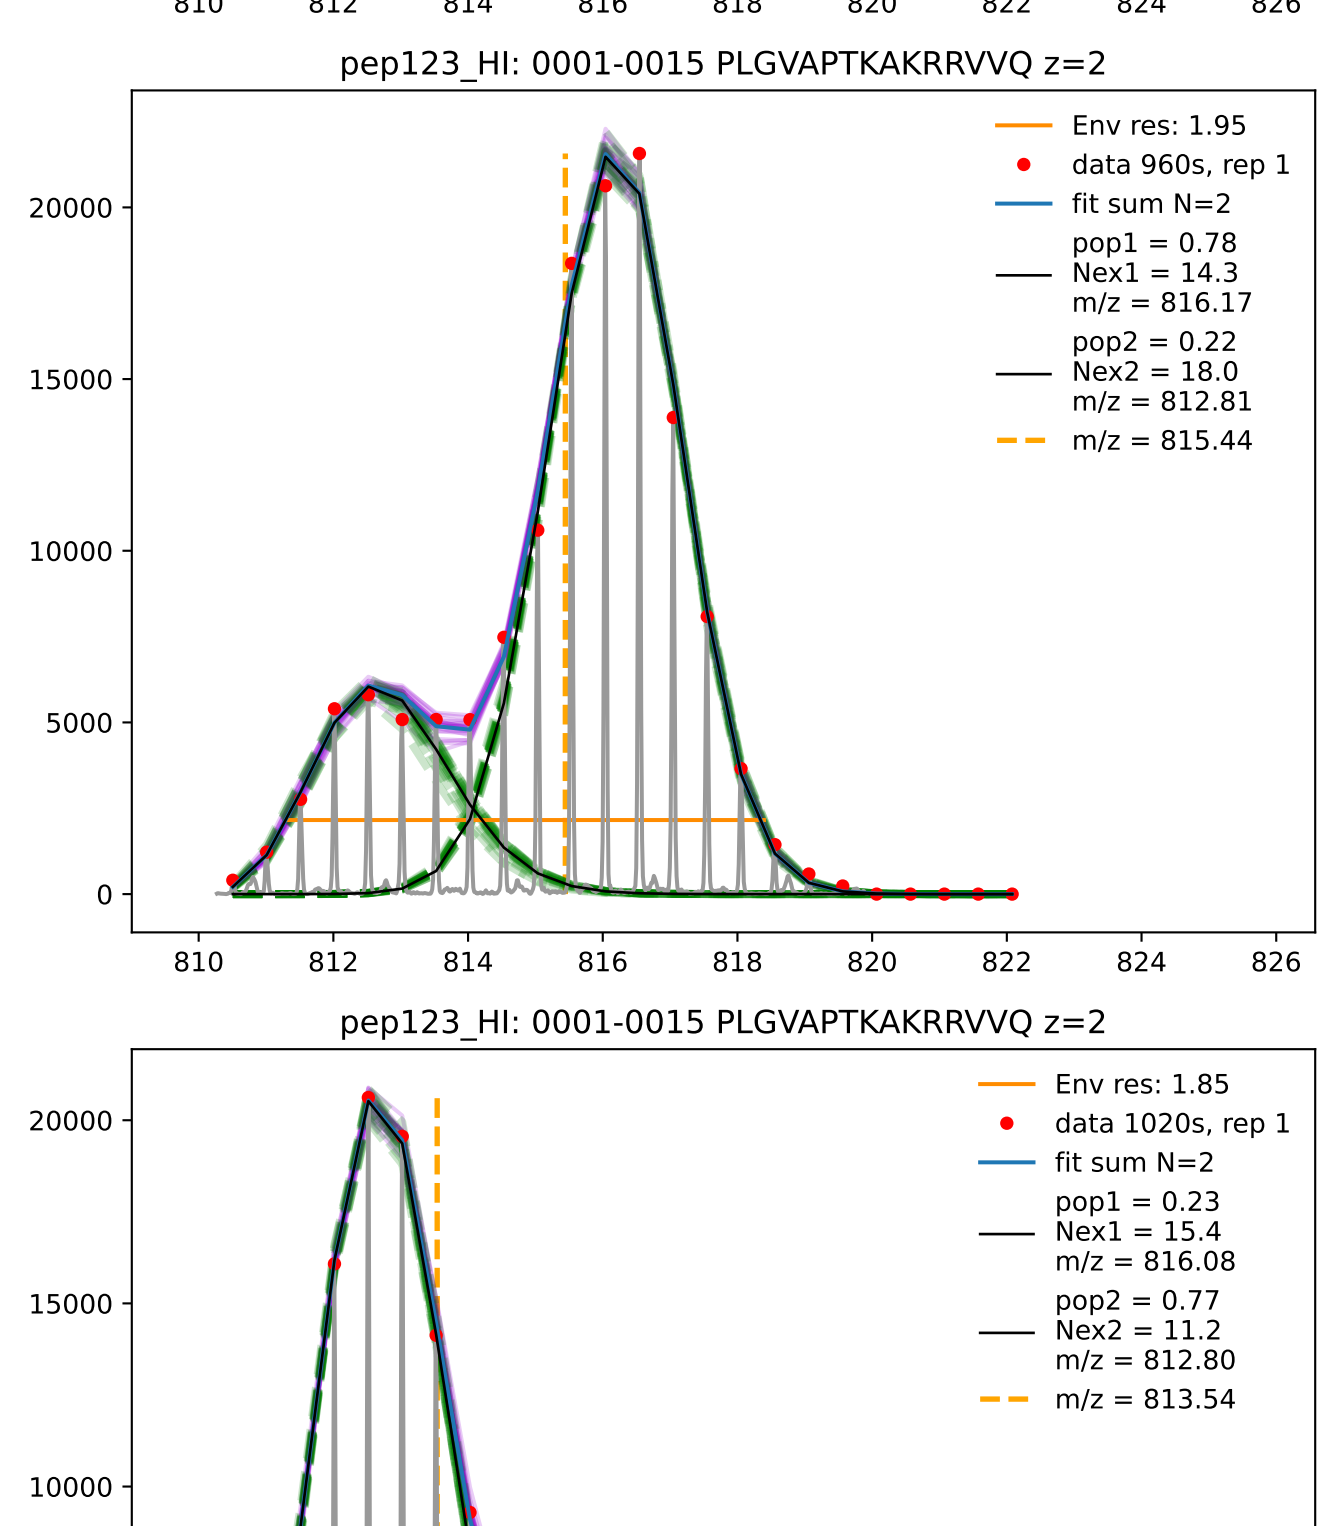 810 812 814 816 818 820 822 824 826
pep123_HI: 0001-0015 PLGVAPTKAKRRVVQ z=2
Env res: 1.95
data 960s, rep 1
fit sum N=2
pop1 = 0.78
Nex1 = 14.3
m/z = 816.17
pop2 = 0.22
Nex2 = 18.0
m/z = 812.81
m/z = 815.44
20000
15000
10000
5000
0
810 812 814 816 818 820 822 824 826
pep123_HI: 0001-0015 PLGVAPTKAKRRVVQ z=2
Env res: 1.85
data 1020s, rep 1
fit sum N=2
pop1 = 0.23
Nex1 = 15.4
m/z = 816.08
pop2 = 0.77
Nex2 = 11.2
m/z = 812.80
m/z = 813.54
20000
15000
10000